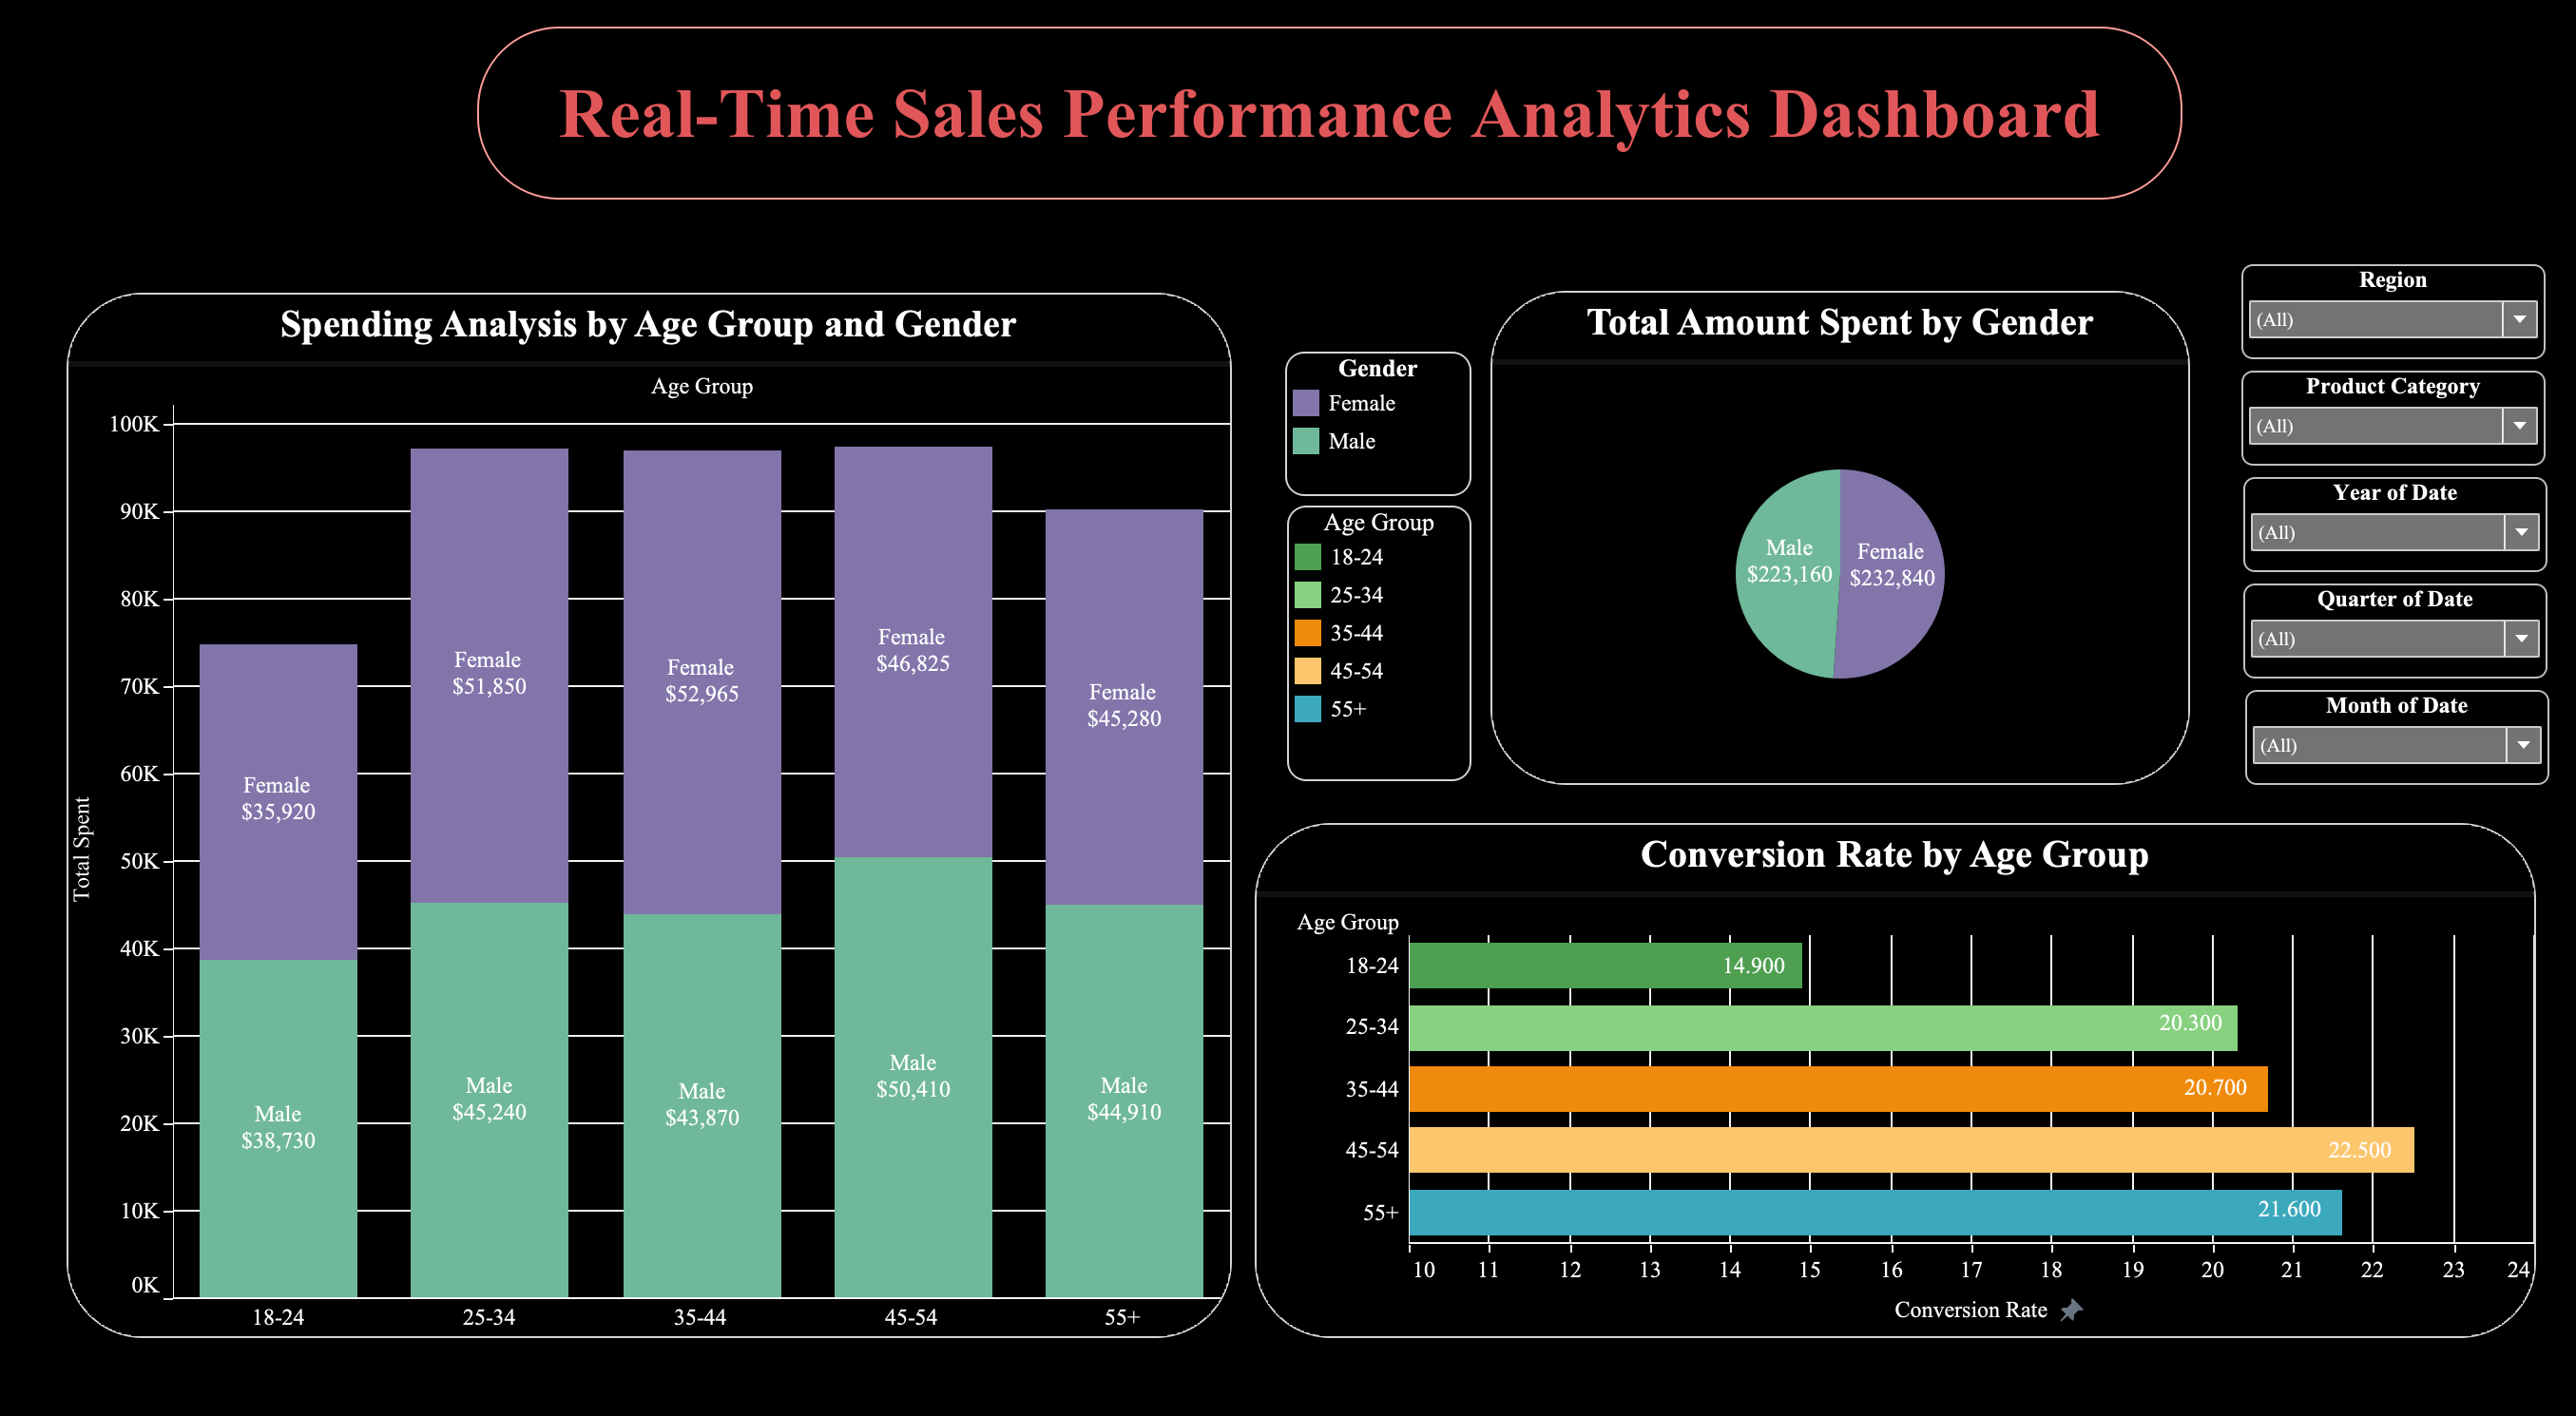 Real-Time Sales Performance Analytics Dashboard
Spending Analysis by Age Group and Gender
Age Group
Total Spent
100K
90K
80K
70K
60K
50K
40K
30K
20K
10K
0K
Female
$35,920
Male
$38,730
Female
$51,850
Male
$45,240
Female
$52,965
Male
$43,870
Female
$46,825
Male
$50,410
Female
$45,280
Male
$44,910
18-24
25-34
35-44
45-54
55+
Gender
Female
Male
Age Group
18-24
25-34
35-44
45-54
55+
Total Amount Spent by Gender
Male
$223,160
Female
$232,840
Region
(All)
Product Category
(All)
Year of Date
(All)
Quarter of Date
(All)
Month of Date
(All)
Conversion Rate by Age Group
Age Group
18-24
14.900
25-34
20.300
35-44
20.700
45-54
22.500
55+
21.600
10 11 12 13 14 15 16 17 18 19 20 21 22 23 24
Conversion Rate